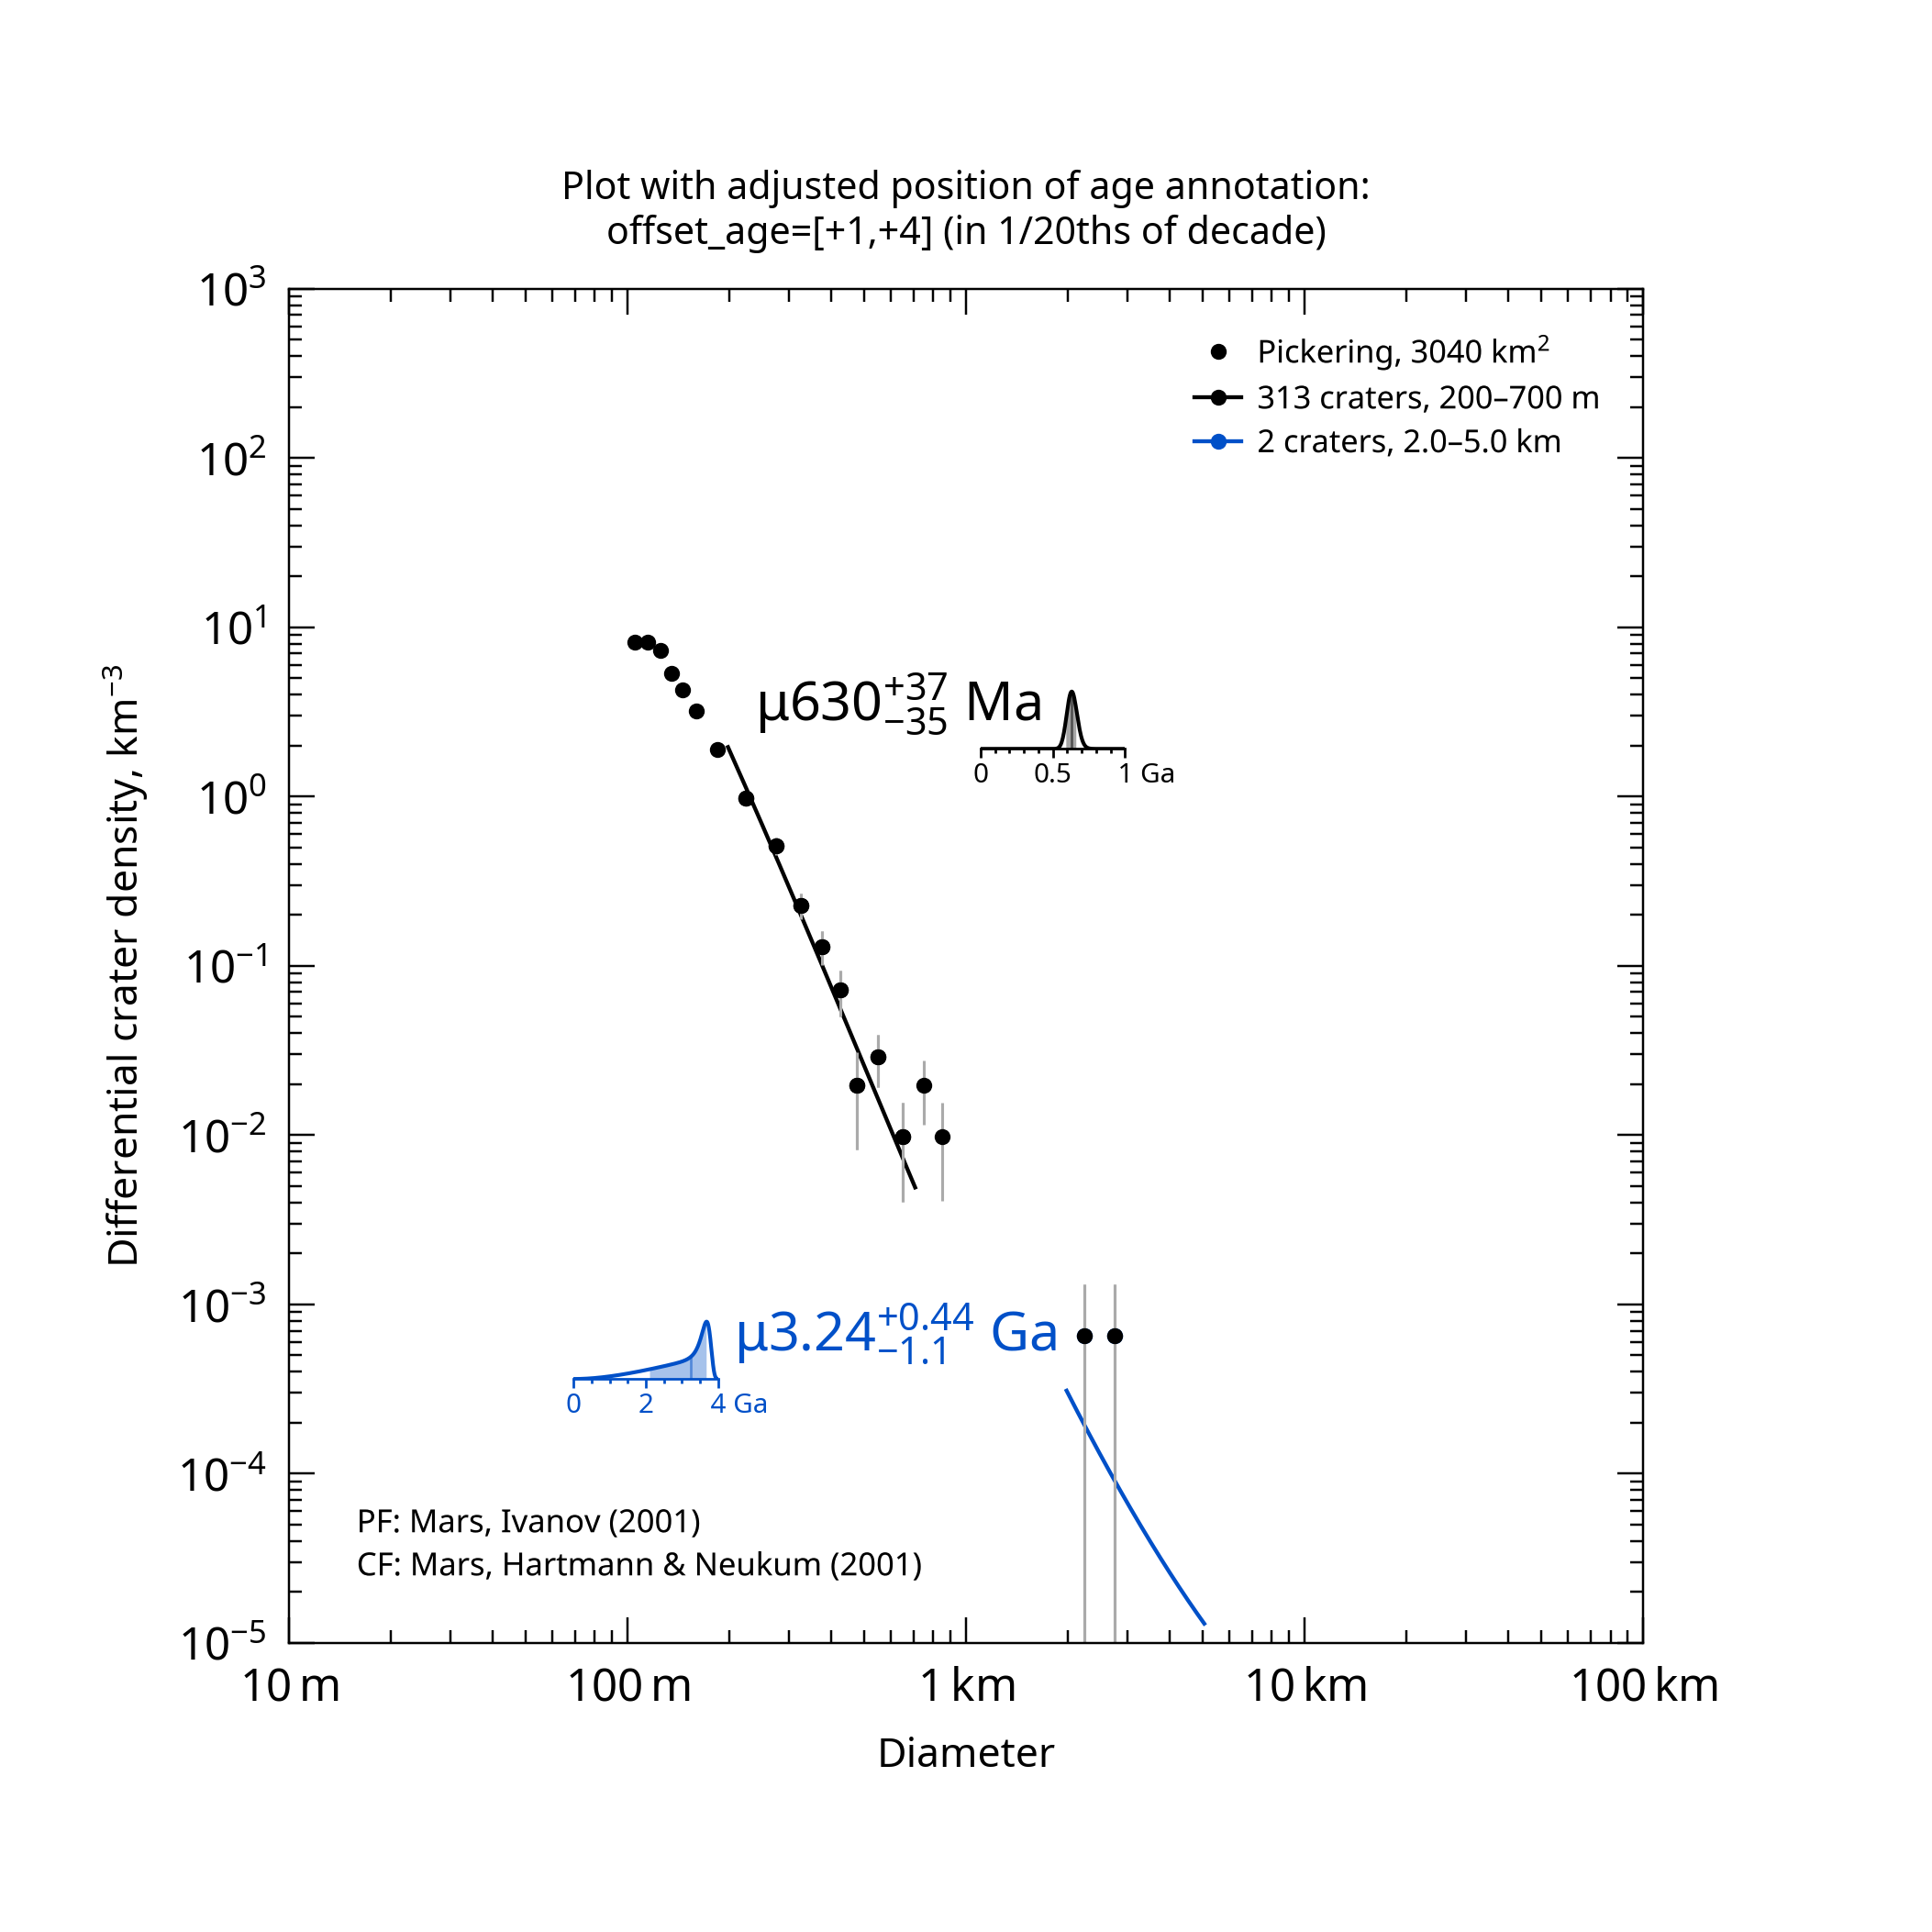 Plot with adjusted position of age annotation:
offset_age=[+1,+4] (in 1/20ths of decade)
Pickering, 3040 km²
313 craters, 200–700 m
2 craters, 2.0–5.0 km
10³
10²
10¹
10⁰
10⁻¹
10⁻²
10⁻³
10⁻⁴
10⁻⁵
Differential crater density, km⁻³
μ630 +37 −35 Ma
0 0.5 1 Ga
μ3.24 +0.44 −1.1 Ga
0 2 4 Ga
PF: Mars, Ivanov (2001)
CF: Mars, Hartmann & Neukum (2001)
10 m 100 m 1 km 10 km 100 km
Diameter